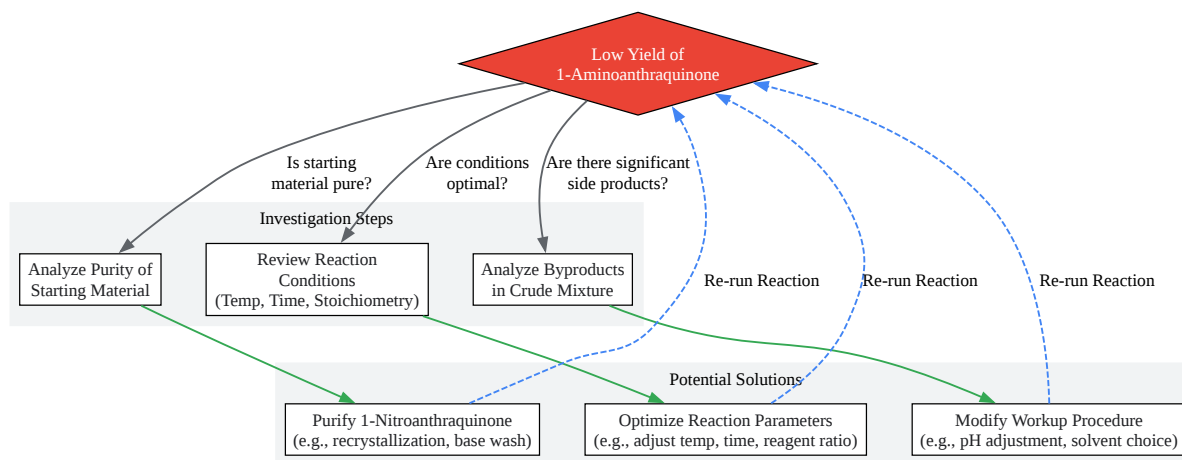 Low Yield of
1-Aminoanthraquinone
Is starting
material pure?
Are conditions
optimal?
Are there significant
side products?
Investigation Steps
Analyze Purity of
Starting Material
Review Reaction
Conditions
(Temp, Time, Stoichiometry)
Analyze Byproducts
in Crude Mixture
Re-run Reaction
Re-run Reaction
Re-run Reaction
Potential Solutions
Purify 1-Nitroanthraquinone
(e.g., recrystallization, base wash)
Optimize Reaction Parameters
(e.g., adjust temp, time, reagent ratio)
Modify Workup Procedure
(e.g., pH adjustment, solvent choice)